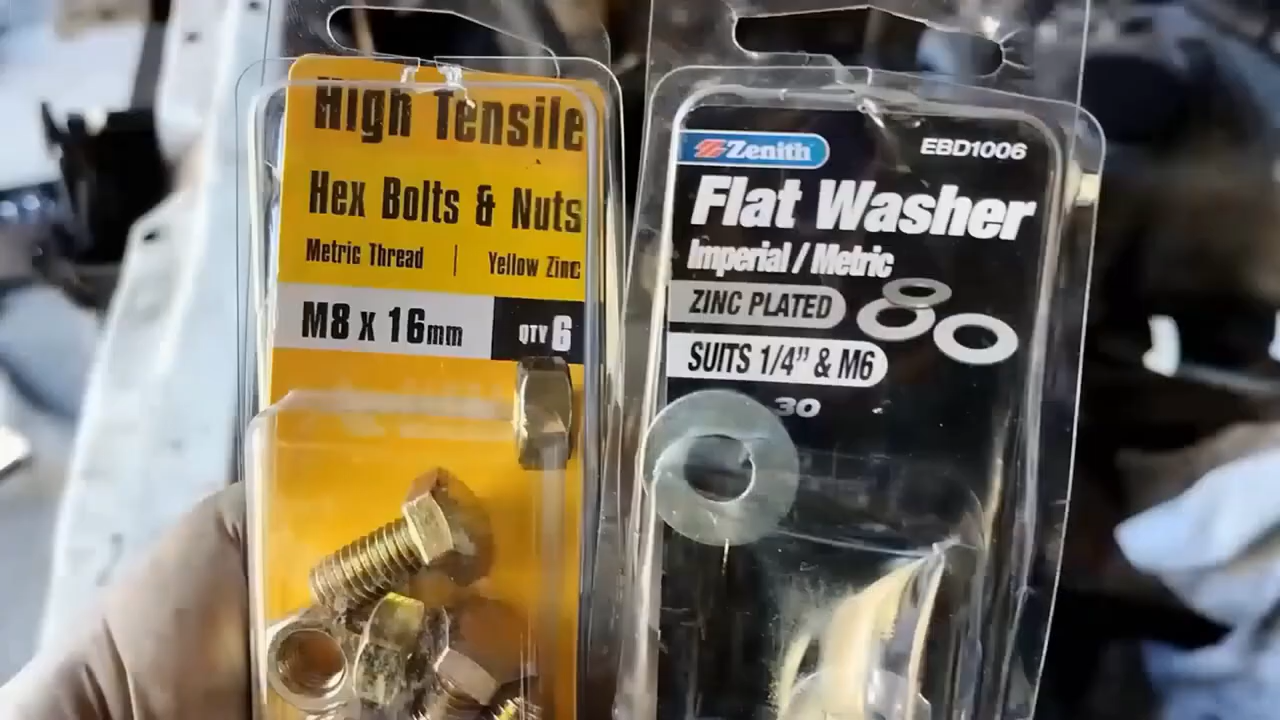 High Tensile
Hex Bolts & Nuts
Metric Thread | Yellow Zinc
M8 x 16mm
QTY 6
Zenith
EBD1006
Flat Washer
Imperial / Metric
ZINC PLATED
SUITS 1/4" & M6
30